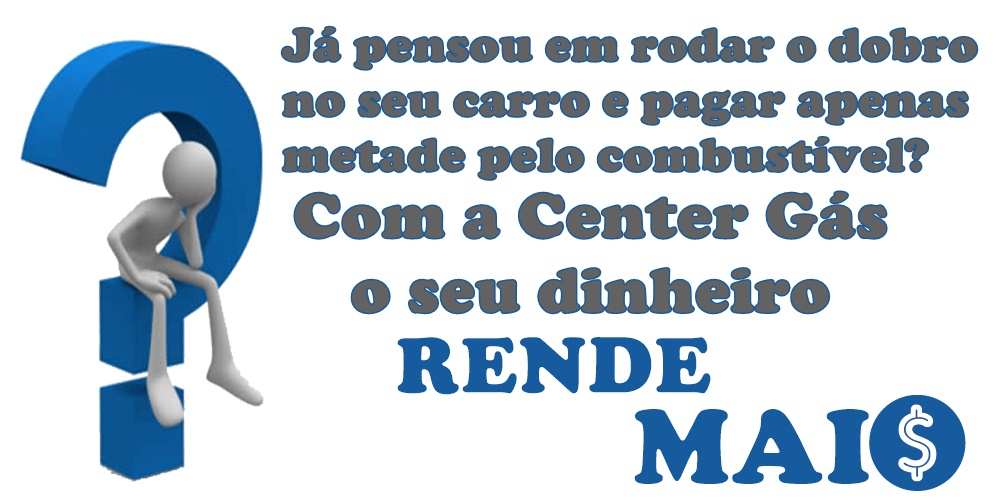 Já pensou em rodar o dobro
no seu carro e pagar apenas
metade pelo combustível?
Com a Center Gás
o seu dinheiro
RENDE
MAI$